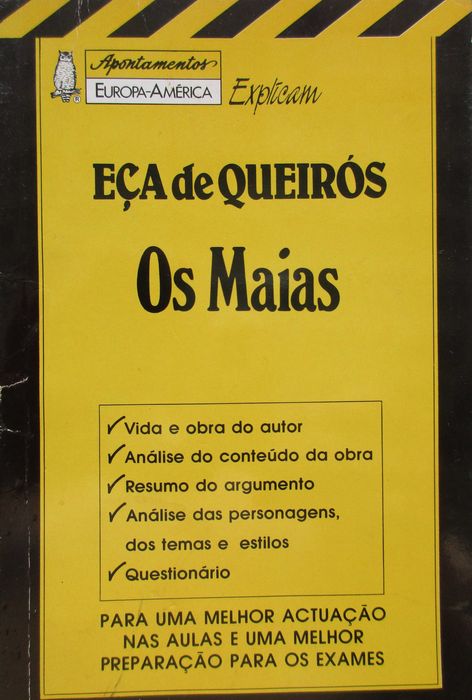 Apontamentos
EUROPA-AMÉRICA
Explicam
®
EÇA de QUEIRÓS
Os Maias
✓Vida e obra do autor
✓Análise do conteúdo da obra
✓Resumo do argumento
✓Análise das personagens,
dos temas e estilos
✓Questionário
PARA UMA MELHOR ACTUAÇÃO
NAS AULAS E UMA MELHOR
PREPARAÇÃO PARA OS EXAMES